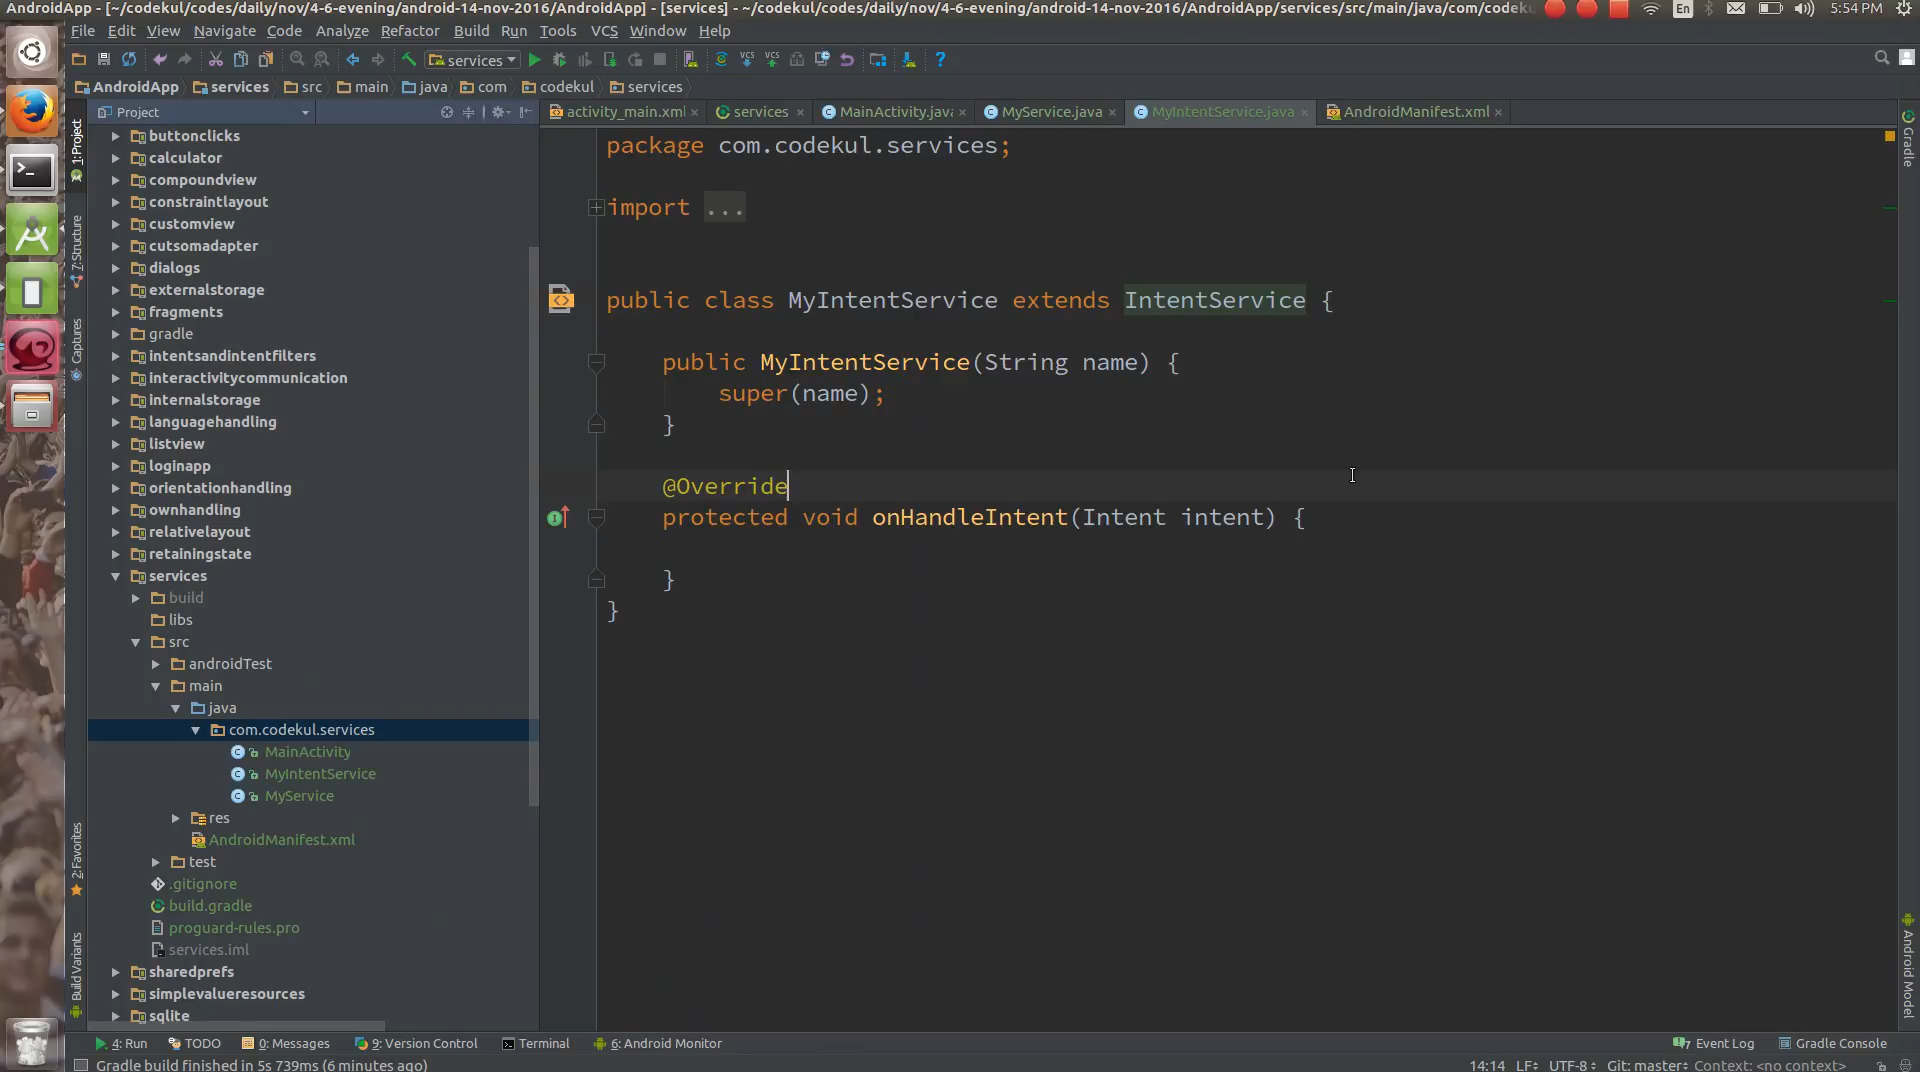 AndroidApp - [~/codekul/codes/daily/nov/4-6-evening/android-14-nov-2016/AndroidApp] - [services] - ~/codekul/codes/daily/nov/4-6-evening/android-14-nov-2016/AndroidApp/services/src/main/java/com/codeku
En
5:54 PM
File Edit View Navigate Code Analyze Refactor Build Run Tools VCS Window Help
services
AndroidApp services src main java com codekul services
Project
activity_main.xml services MainActivity.java MyService.java MyIntentService.java AndroidManifest.xml
1: Project
7: Structure
Captures
2: Favorites
Build Variants
buttonclicks
calculator
compoundview
constraintlayout
customview
cutsomadapter
dialogs
externalstorage
fragments
gradle
intentsandintentfilters
interactivitycommunication
internalstorage
languagehandling
listview
loginapp
orientationhandling
ownhandling
relativelayout
retainingstate
services
build
libs
src
androidTest
main
java
com.codekul.services
MainActivity
MyIntentService
MyService
res
AndroidManifest.xml
test
.gitignore
build.gradle
proguard-rules.pro
services.iml
sharedprefs
simplevalueresources
sqlite
package com.codekul.services;
import ...
public class MyIntentService extends IntentService {
public MyIntentService(String name) {
super(name);
}
@Override
protected void onHandleIntent(Intent intent) {
}
}
Gradle
Android Model
4: Run TODO 0: Messages 9: Version Control Terminal 6: Android Monitor
Event Log Gradle Console
Gradle build finished in 5s 739ms (6 minutes ago)
14:14 LF UTF-8 Git: master Context: <no context>